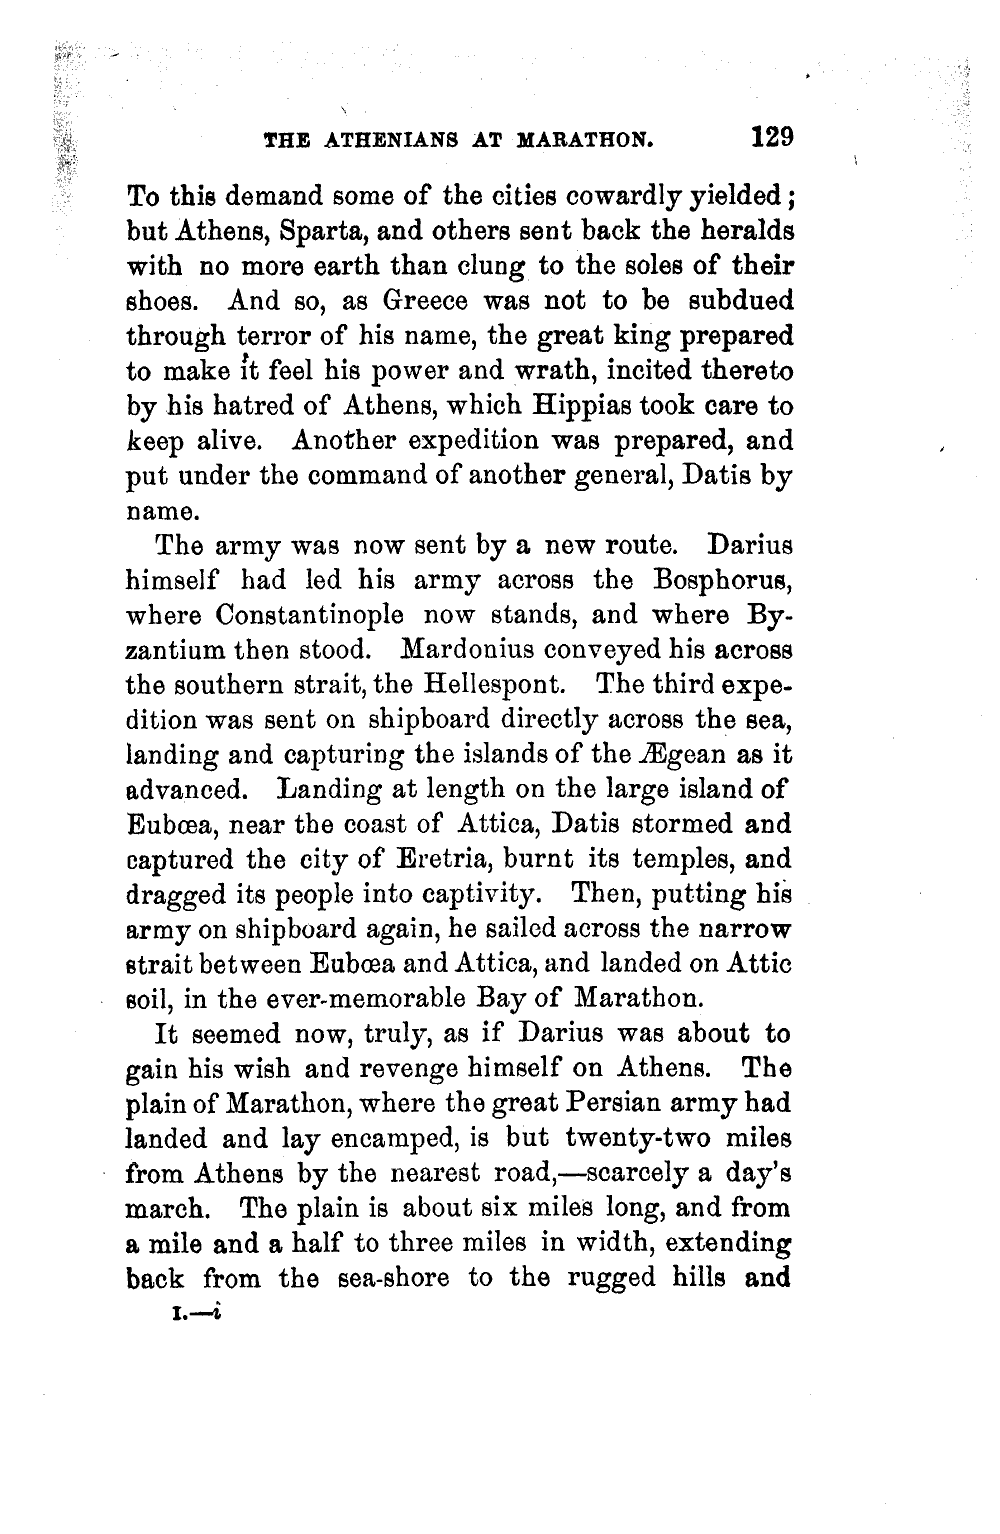 THE ATHENIANS AT MARATHON. 129
To this demand some of the cities cowardly yielded;
but Athens, Sparta, and others sent back the heralds
with no more earth than clung to the soles of their
shoes. And so, as Greece was not to be subdued
through terror of his name, the great king prepared
to make it feel his power and wrath, incited thereto
by his hatred of Athens, which Hippias took care to
keep alive. Another expedition was prepared, and
put under the command of another general, Datis by
name.
The army was now sent by a new route. Darius
himself had led his army across the Bosphorus,
where Constantinople now stands, and where By-
zantium then stood. Mardonius conveyed his across
the southern strait, the Hellespont. The third expe-
dition was sent on shipboard directly across the sea,
landing and capturing the islands of the Ægean as it
advanced. Landing at length on the large island of
Eubœa, near the coast of Attica, Datis stormed and
captured the city of Eretria, burnt its temples, and
dragged its people into captivity. Then, putting his
army on shipboard again, he sailed across the narrow
strait between Eubœa and Attica, and landed on Attic
soil, in the ever-memorable Bay of Marathon.
It seemed now, truly, as if Darius was about to
gain his wish and revenge himself on Athens. The
plain of Marathon, where the great Persian army had
landed and lay encamped, is but twenty-two miles
from Athens by the nearest road,—scarcely a day's
march. The plain is about six miles long, and from
a mile and a half to three miles in width, extending
back from the sea-shore to the rugged hills and
I.—i